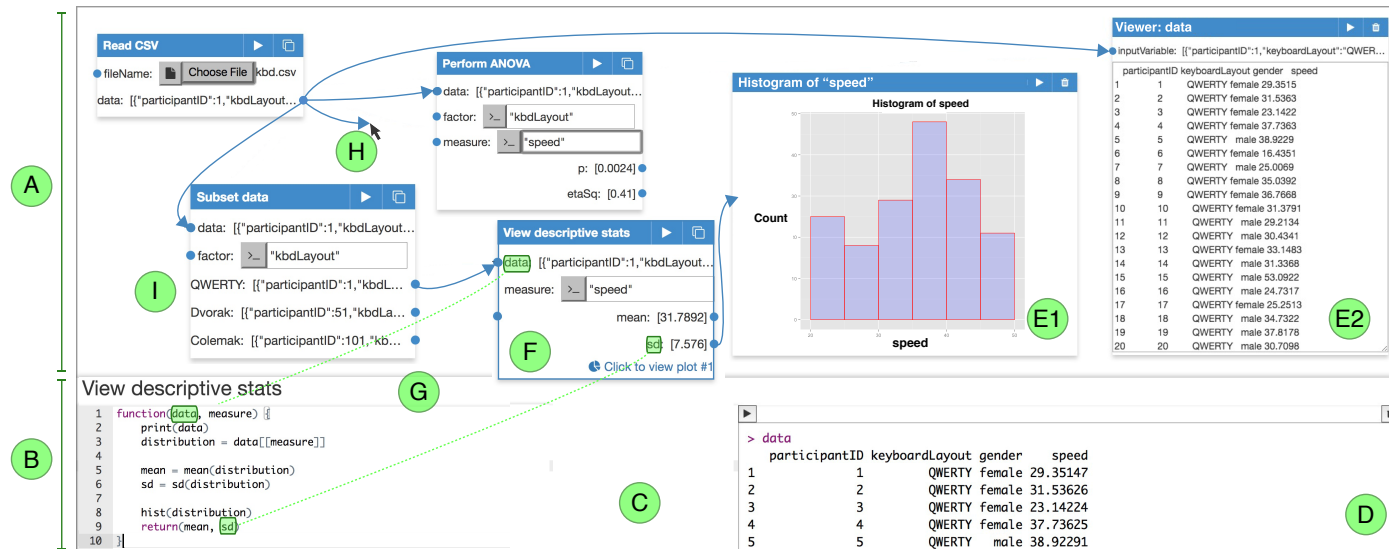 A
Read CSV
fileName: Choose File kbd.csv
data: [{"participantID":1,"kbdLayout...
Perform ANOVA
data: [{"participantID":1,"kbdLayout...
factor: >_ "kbdLayout"
measure: >_ "speed"
p: [0.0024]
etaSq: [0.41]
H
Subset data
data: [{"participantID":1,"kbdLayout...
factor: >_ "kbdLayout"
QWERTY: [{"participantID":1,"kbdL...
Dvorak: [{"participantID":51,"kbdLa...
Colemak: [{"participantID":101,"kb...
I
View descriptive stats
data: [{"participantID":1,"kbdLayout...
measure: >_ "speed"
mean: [31.7892]
sd: [7.576]
Click to view plot #1
F
G
Histogram of “speed”
Histogram of speed
Count
50
40
30
20
10
0
20
30
40
50
speed
E1
Viewer: data
inputVariable: [{"participantID":1,"keyboardLayout":"QWER...
participantID keyboardLayout gender speed
1 1 QWERTY female 29.3515
2 2 QWERTY female 31.5363
3 3 QWERTY female 23.1422
4 4 QWERTY female 37.7363
5 5 QWERTY male 38.9229
6 6 QWERTY female 16.4351
7 7 QWERTY male 25.0069
8 8 QWERTY female 35.0392
9 9 QWERTY female 36.7668
10 10 QWERTY female 31.3791
11 11 QWERTY male 29.2134
12 12 QWERTY male 30.4341
13 13 QWERTY female 33.1483
14 14 QWERTY male 31.3368
15 15 QWERTY male 53.0922
16 16 QWERTY male 24.7317
17 17 QWERTY female 25.2513
18 18 QWERTY male 34.7322
19 19 QWERTY male 37.8178
20 20 QWERTY male 30.7098
E2
B
View descriptive stats
1 function(data, measure) {
2 print(data)
3 distribution = data[[measure]]
4
5 mean = mean(distribution)
6 sd = sd(distribution)
7
8 hist(distribution)
9 return(mean, sd)
10 }
C
> data
participantID keyboardLayout gender speed
1 1 QWERTY female 29.35147
2 2 QWERTY female 31.53626
3 3 QWERTY female 23.14224
4 4 QWERTY female 37.73625
5 5 QWERTY male 38.92291
D